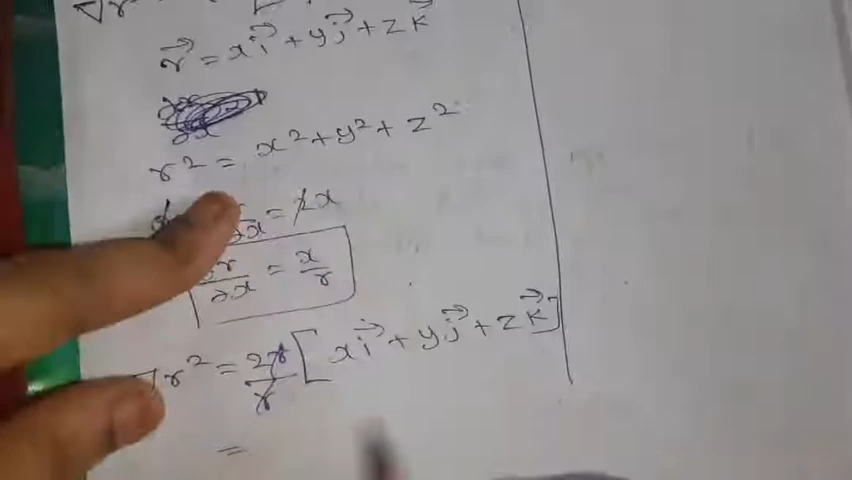 ∇r
r⃗ = xi⃗ + yj⃗ + zk⃗
r² = x² + y² + z²
∂x = 2x
∂r/∂x = x/r
∇r² = 2r/r [xi⃗ + yj⃗ + zk⃗]
=